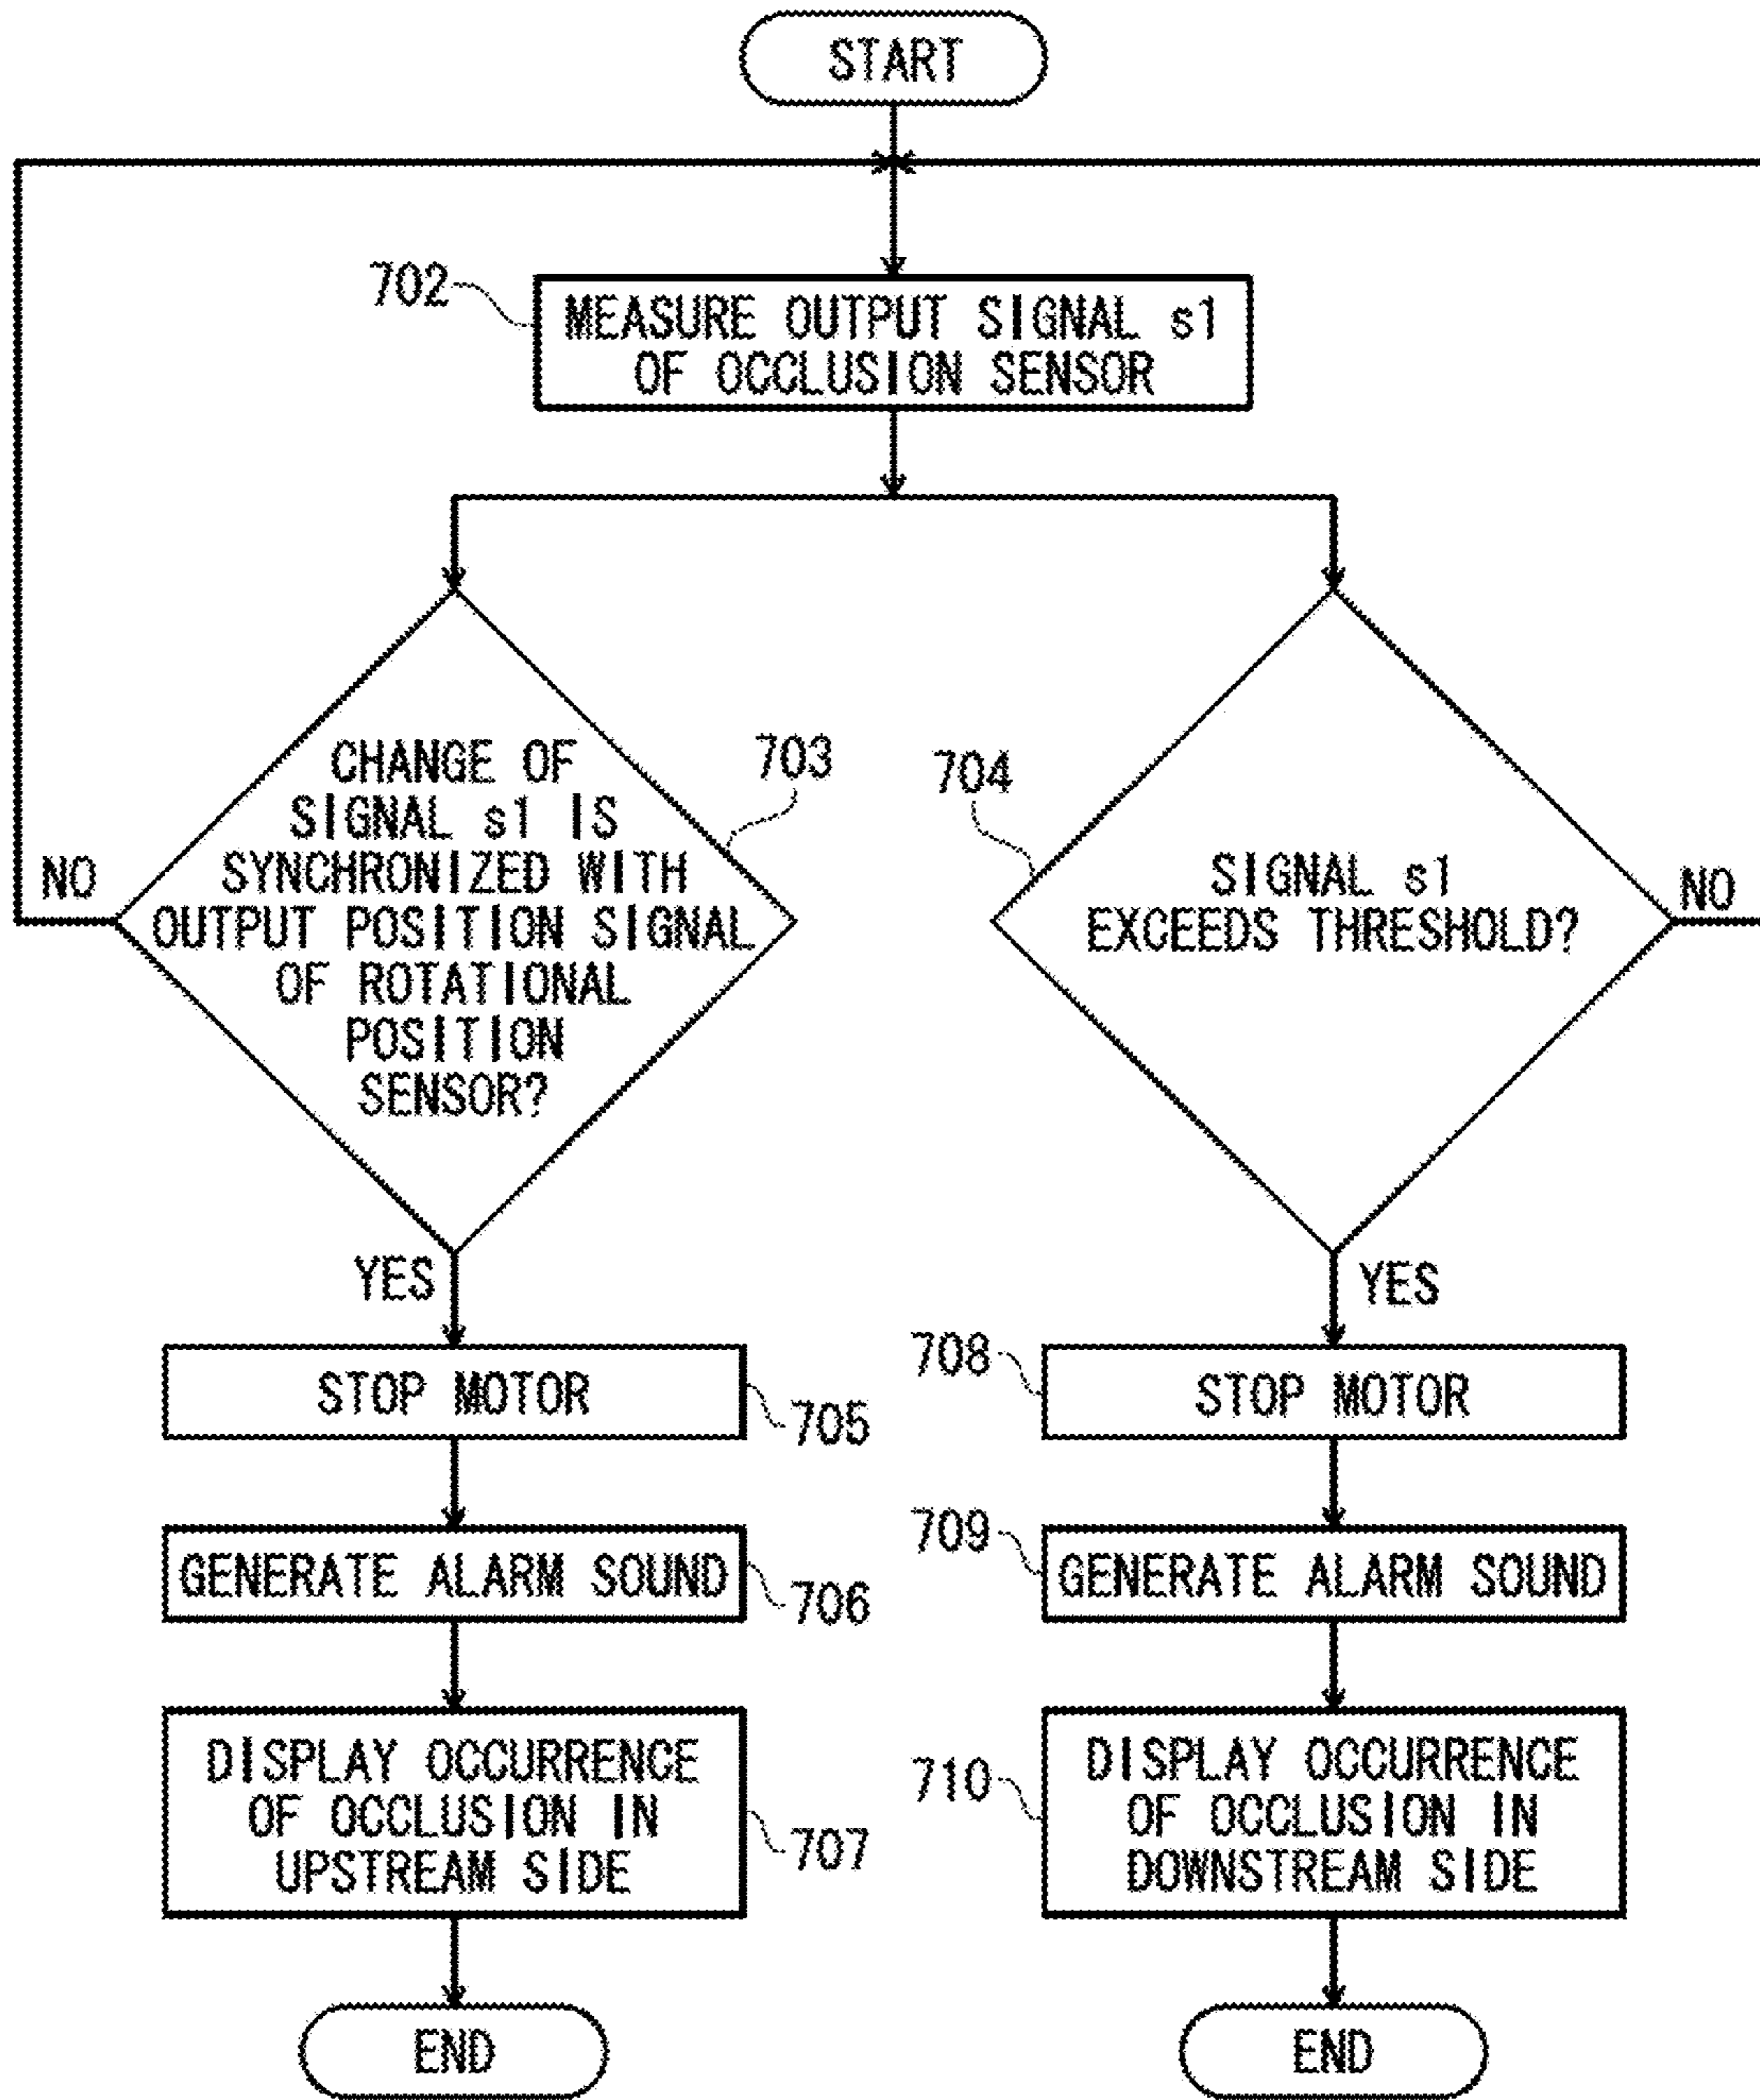 START
702
MEASURE OUTPUT SIGNAL s1
OF OCCLUSION SENSOR
703
CHANGE OF
SIGNAL s1 IS
SYNCHRONIZED WITH
OUTPUT POSITION SIGNAL
OF ROTATIONAL
POSITION
SENSOR?
NO
YES
704
SIGNAL s1
EXCEEDS THRESHOLD?
NO
YES
STOP MOTOR
705
GENERATE ALARM SOUND
706
DISPLAY OCCURRENCE
OF OCCLUSION IN
UPSTREAM SIDE
707
END
708
STOP MOTOR
709
GENERATE ALARM SOUND
710
DISPLAY OCCURRENCE
OF OCCLUSION IN
DOWNSTREAM SIDE
END